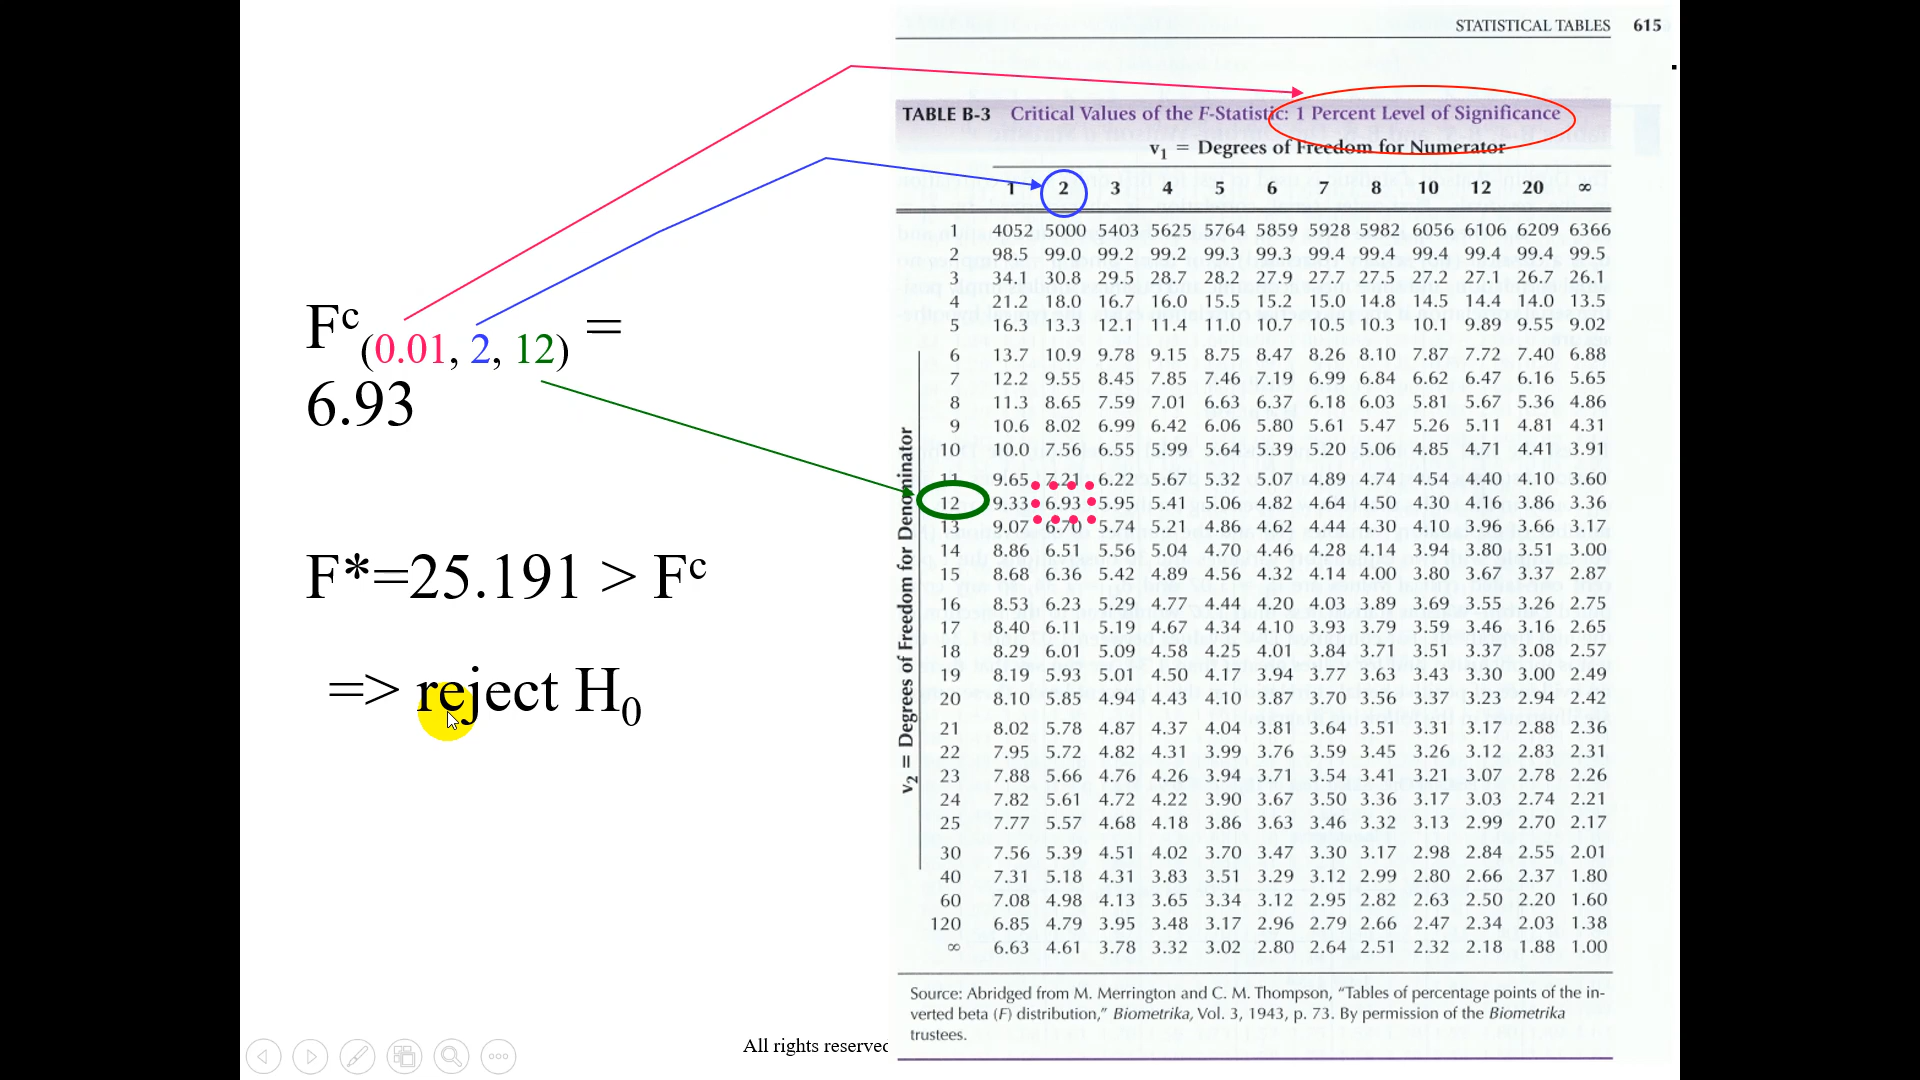 STATISTICAL TABLES 615
TABLE B-3 Critical Values of the F-Statistic: 1 Percent Level of Significance
v1 = Degrees of Freedom for Numerator
1 2 3 4 5 6 7 8 10 12 20 ∞
1 4052 5000 5403 5625 5764 5859 5928 5982 6056 6106 6209 6366
2 98.5 99.0 99.2 99.2 99.3 99.3 99.4 99.4 99.4 99.4 99.4 99.5
3 34.1 30.8 29.5 28.7 28.2 27.9 27.7 27.5 27.2 27.1 26.7 26.1
4 21.2 18.0 16.7 16.0 15.5 15.2 15.0 14.8 14.5 14.4 14.0 13.5
5 16.3 13.3 12.1 11.4 11.0 10.7 10.5 10.3 10.1 9.89 9.55 9.02
6 13.7 10.9 9.78 9.15 8.75 8.47 8.26 8.10 7.87 7.72 7.40 6.88
7 12.2 9.55 8.45 7.85 7.46 7.19 6.99 6.84 6.62 6.47 6.16 5.65
8 11.3 8.65 7.59 7.01 6.63 6.37 6.18 6.03 5.81 5.67 5.36 4.86
9 10.6 8.02 6.99 6.42 6.06 5.80 5.61 5.47 5.26 5.11 4.81 4.31
10 10.0 7.56 6.55 5.99 5.64 5.39 5.20 5.06 4.85 4.71 4.41 3.91
11 9.65 7.21 6.22 5.67 5.32 5.07 4.89 4.74 4.54 4.40 4.10 3.60
12 9.33 6.93 5.95 5.41 5.06 4.82 4.64 4.50 4.30 4.16 3.86 3.36
13 9.07 6.70 5.74 5.21 4.86 4.62 4.44 4.30 4.10 3.96 3.66 3.17
14 8.86 6.51 5.56 5.04 4.70 4.46 4.28 4.14 3.94 3.80 3.51 3.00
15 8.68 6.36 5.42 4.89 4.56 4.32 4.14 4.00 3.80 3.67 3.37 2.87
16 8.53 6.23 5.29 4.77 4.44 4.20 4.03 3.89 3.69 3.55 3.26 2.75
17 8.40 6.11 5.19 4.67 4.34 4.10 3.93 3.79 3.59 3.46 3.16 2.65
18 8.29 6.01 5.09 4.58 4.25 4.01 3.84 3.71 3.51 3.37 3.08 2.57
19 8.19 5.93 5.01 4.50 4.17 3.94 3.77 3.63 3.43 3.30 3.00 2.49
20 8.10 5.85 4.94 4.43 4.10 3.87 3.70 3.56 3.37 3.23 2.94 2.42
21 8.02 5.78 4.87 4.37 4.04 3.81 3.64 3.51 3.31 3.17 2.88 2.36
22 7.95 5.72 4.82 4.31 3.99 3.76 3.59 3.45 3.26 3.12 2.83 2.31
23 7.88 5.66 4.76 4.26 3.94 3.71 3.54 3.41 3.21 3.07 2.78 2.26
24 7.82 5.61 4.72 4.22 3.90 3.67 3.50 3.36 3.17 3.03 2.74 2.21
25 7.77 5.57 4.68 4.18 3.86 3.63 3.46 3.32 3.13 2.99 2.70 2.17
30 7.56 5.39 4.51 4.02 3.70 3.47 3.30 3.17 2.98 2.84 2.55 2.01
40 7.31 5.18 4.31 3.83 3.51 3.29 3.12 2.99 2.80 2.66 2.37 1.80
60 7.08 4.98 4.13 3.65 3.34 3.12 2.95 2.82 2.63 2.50 2.20 1.60
120 6.85 4.79 3.95 3.48 3.17 2.96 2.79 2.66 2.47 2.34 2.03 1.38
∞ 6.63 4.61 3.78 3.32 3.02 2.80 2.64 2.51 2.32 2.18 1.88 1.00
v2 = Degrees of Freedom for Denominator
Source: Abridged from M. Merrington and C. M. Thompson, “Tables of percentage points of the in-
verted beta (F) distribution,” Biometrika, Vol. 3, 1943, p. 73. By permission of the Biometrika
trustees.
Fc(0.01, 2, 12) =
6.93
F*=25.191 > Fc
=> reject H0
All rights reserved